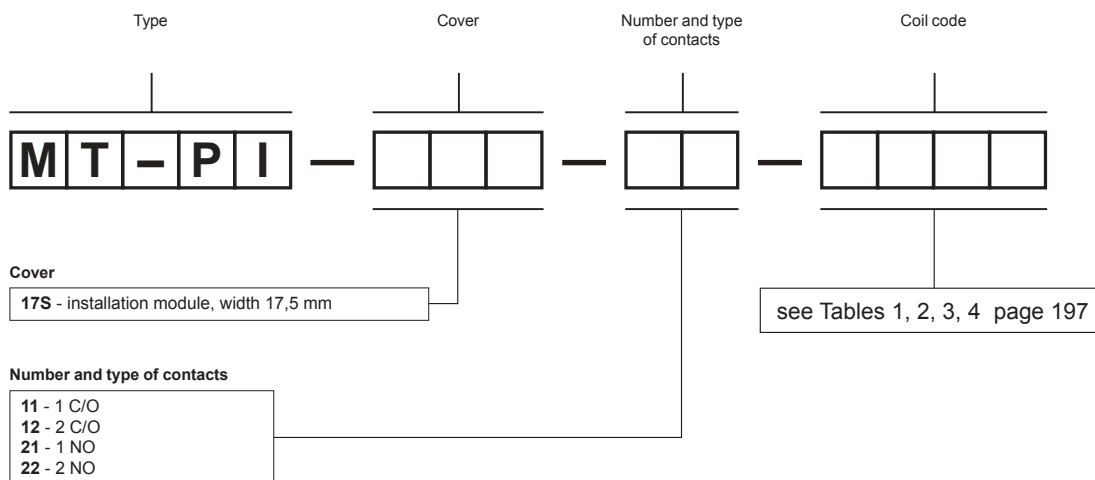 Type
Cover
Number and type
of contacts
Coil code
MT-PI — — —
Cover
17S - installation module, width 17,5 mm
see Tables 1, 2, 3, 4 page 197
Number and type of contacts
11 - 1 C/O
12 - 2 C/O
21 - 1 NO
22 - 2 NO